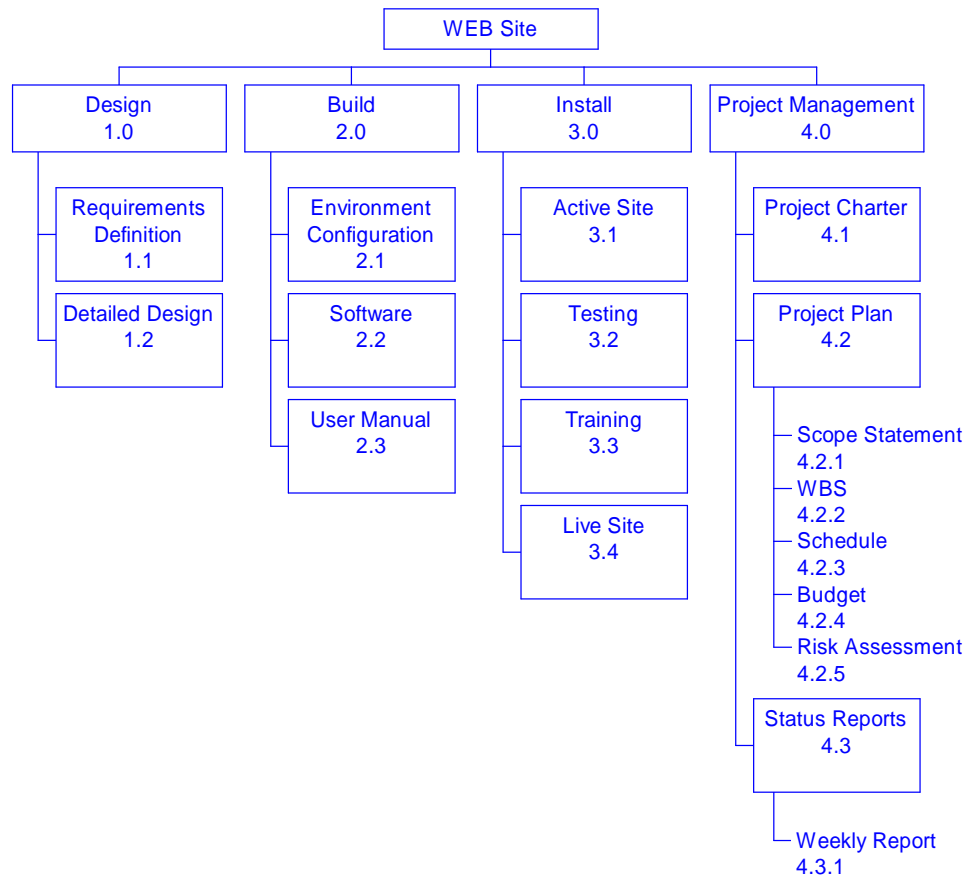 WEB Site
Design
1.0
Build
2.0
Install
3.0
Project Management
4.0
Requirements
Definition
1.1
Detailed Design
1.2
Environment
Configuration
2.1
Software
2.2
User Manual
2.3
Active Site
3.1
Testing
3.2
Training
3.3
Live Site
3.4
Project Charter
4.1
Project Plan
4.2
Scope Statement
4.2.1
WBS
4.2.2
Schedule
4.2.3
Budget
4.2.4
Risk Assessment
4.2.5
Status Reports
4.3
Weekly Report
4.3.1